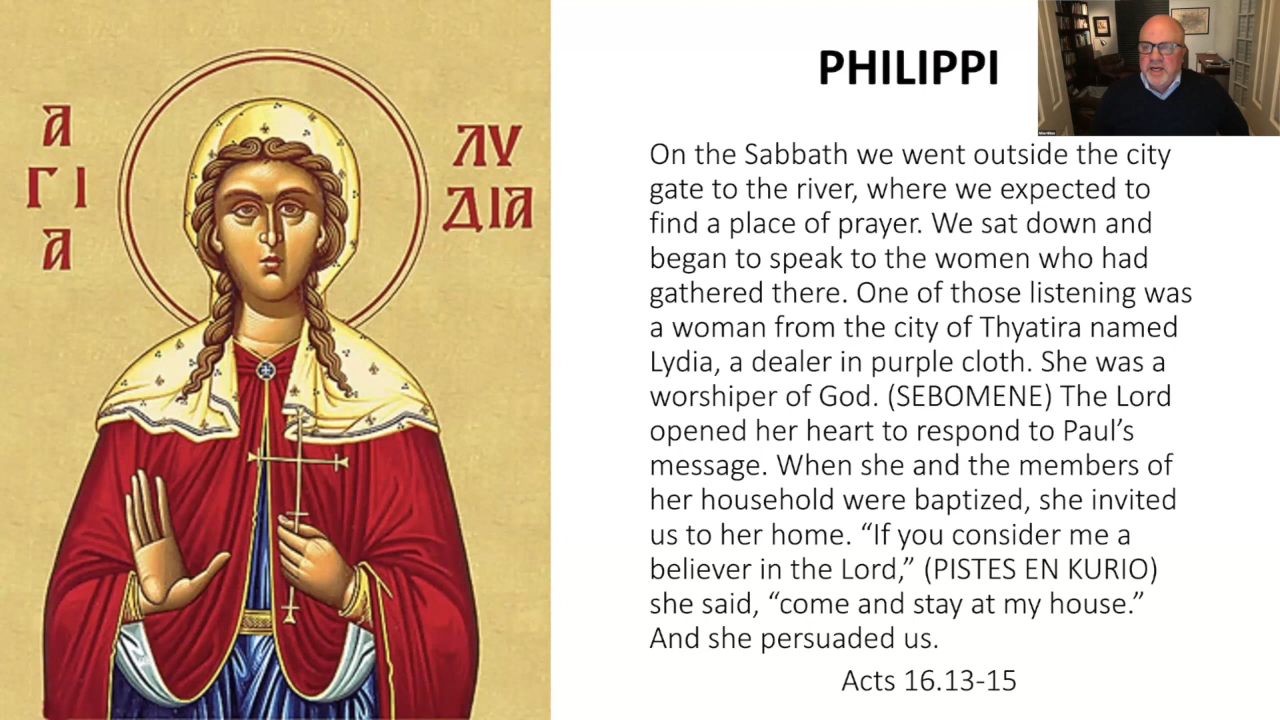 Α
Γ Ι
Α
ΛΥ
ΔΙΑ
PHILIPPI
On the Sabbath we went outside the city
gate to the river, where we expected to
find a place of prayer. We sat down and
began to speak to the women who had
gathered there. One of those listening was
a woman from the city of Thyatira named
Lydia, a dealer in purple cloth. She was a
worshiper of God. (SEBOMENE) The Lord
opened her heart to respond to Paul’s
message. When she and the members of
her household were baptized, she invited
us to her home. “If you consider me a
believer in the Lord,” (PISTES EN KURIO)
she said, “come and stay at my house.”
And she persuaded us.
Acts 16.13-15